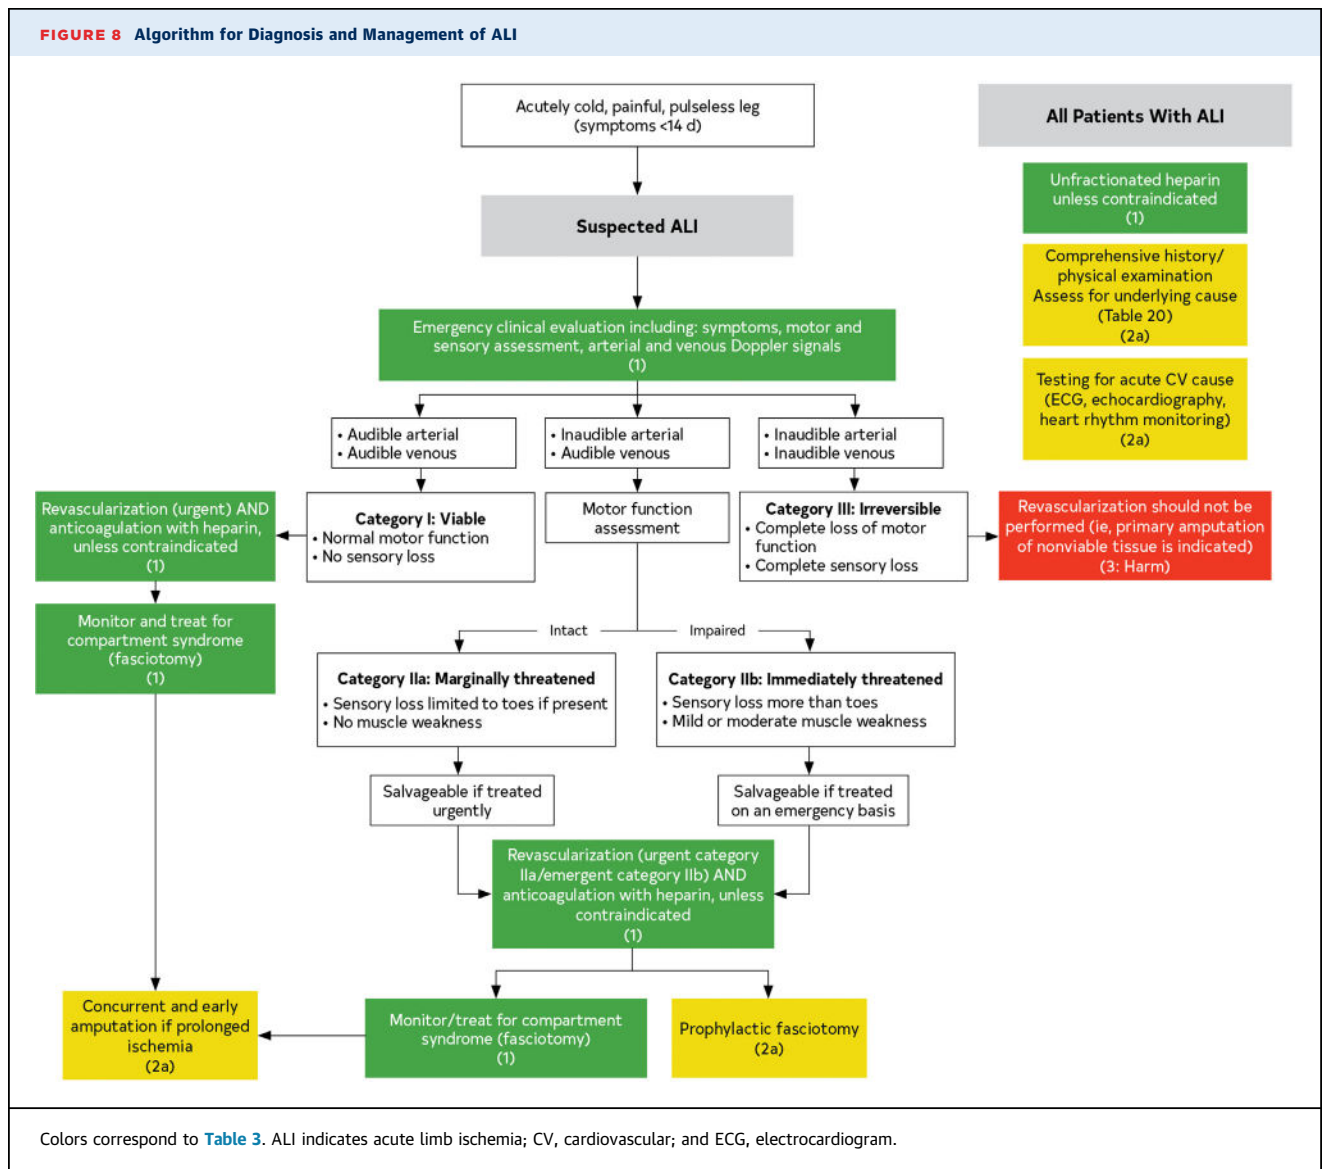 FIGURE 8 Algorithm for Diagnosis and Management of ALI
Acutely cold, painful, pulseless leg
(symptoms <14 d)
Suspected ALI
All Patients With ALI
Unfractionated heparin
unless contraindicated
(1)
Comprehensive history/
physical examination
Assess for underlying cause
(Table 20)
(2a)
Testing for acute CV cause
(ECG, echocardiography,
heart rhythm monitoring)
(2a)
Emergency clinical evaluation including: symptoms, motor and
sensory assessment, arterial and venous Doppler signals
(1)
• Audible arterial
• Audible venous
• Inaudible arterial
• Audible venous
• Inaudible arterial
• Inaudible venous
Revascularization (urgent) AND
anticoagulation with heparin,
unless contraindicated
(1)
Category I: Viable
• Normal motor function
• No sensory loss
Motor function
assessment
Category III: Irreversible
• Complete loss of motor
function
• Complete sensory loss
Revascularization should not be
performed (ie, primary amputation
of nonviable tissue is indicated)
(3: Harm)
Monitor and treat for
compartment syndrome
(fasciotomy)
(1)
Intact
Impaired
Category IIa: Marginally threatened
• Sensory loss limited to toes if present
• No muscle weakness
Category IIb: Immediately threatened
• Sensory loss more than toes
• Mild or moderate muscle weakness
Salvageable if treated
urgently
Salvageable if treated
on an emergency basis
Revascularization (urgent category
IIa/emergent category IIb) AND
anticoagulation with heparin, unless
contraindicated
(1)
Concurrent and early
amputation if prolonged
ischemia
(2a)
Monitor/treat for compartment
syndrome (fasciotomy)
(1)
Prophylactic fasciotomy
(2a)
Colors correspond to Table 3. ALI indicates acute limb ischemia; CV, cardiovascular; and ECG, electrocardiogram.